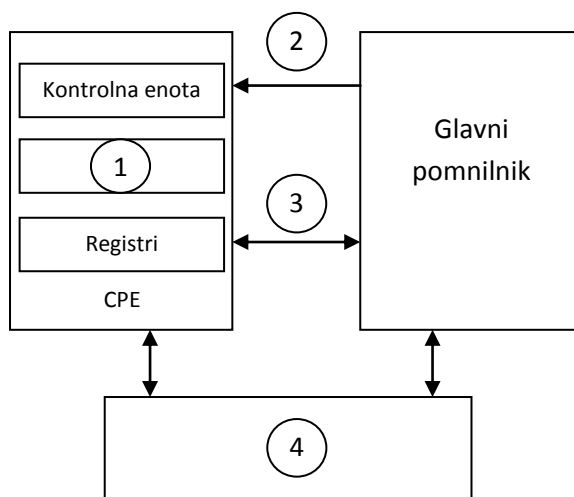 2
Kontrolna enota
1
Glavni
pomnilnik
3
Registri
CPE
4